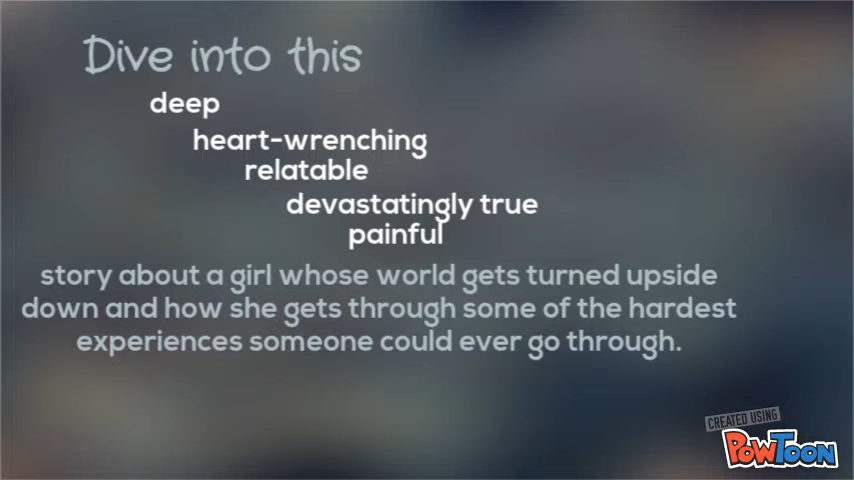 Dive into this
deep
heart-wrenching
relatable
devastatingly true
painful
story about a girl whose world gets turned upside
down and how she gets through some of the hardest
experiences someone could ever go through.
CREATED USING
POWTOON